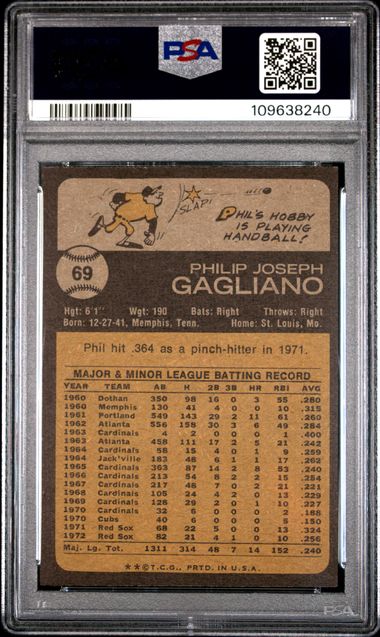 PSA
109638240
SLAP!
PHIL'S HOBBY
IS PLAYING
HANDBALL!
69
PHILIP JOSEPH
GAGLIANO
Hgt: 6'1" Wgt: 190 Bats: Right Throws: Right
Born: 12-27-41, Memphis, Tenn. Home: St. Louis, Mo.
Phil hit .364 as a pinch-hitter in 1971.
MAJOR & MINOR LEAGUE BATTING RECORD
YEAR TEAM AB H 2B 3B HR RBI AVG
1960 Dothan 350 98 16 0 3 55 .280
1960 Memphis 130 41 4 0 0 10 .315
1961 Portland 549 143 29 2 11 61 .260
1962 Atlanta 556 158 30 3 6 49 .284
1963 Cardinals 4 2 0 0 0 1 .400
1963 Atlanta 458 111 17 2 5 21 .242
1964 Cardinals 58 15 4 0 1 9 .259
1964 Jack'ville 183 48 6 1 1 17 .262
1965 Cardinals 363 87 14 2 8 53 .240
1966 Cardinals 213 54 8 2 2 15 .254
1967 Cardinals 217 48 7 0 2 21 .221
1968 Cardinals 105 24 4 2 0 13 .229
1969 Cardinals 128 29 2 0 1 10 .227
1970 Cardinals 32 6 0 0 0 2 .188
1970 Cubs 40 6 0 0 0 5 .150
1971 Red Sox 68 22 5 0 0 13 .324
1972 Red Sox 82 21 4 1 0 10 .256
Maj. Lg. Tot. 1311 314 48 7 14 152 .240
★★©T.C.G., PRTD. IN U.S.A.
PSA